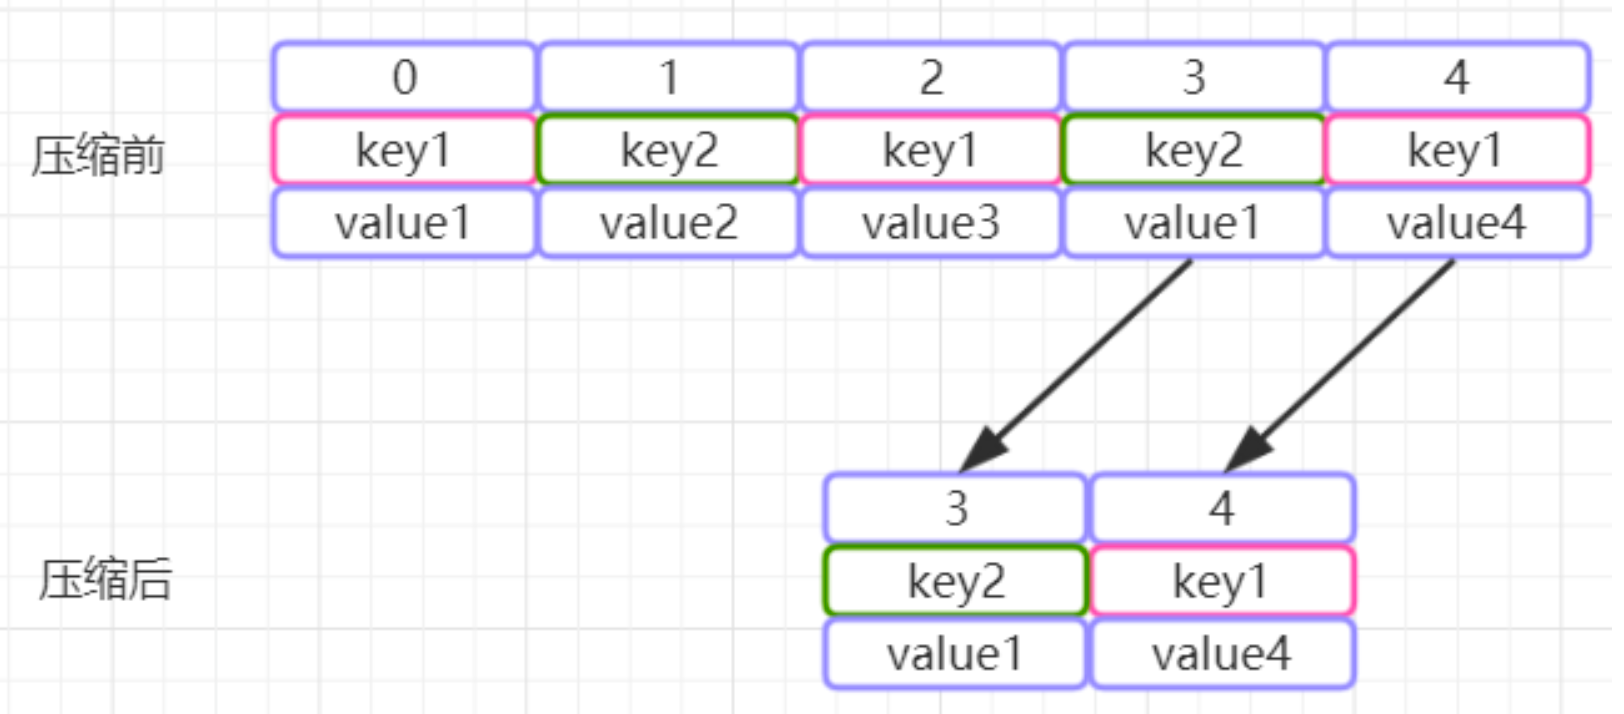 0 1 2 3 4
压缩前 key1 key2 key1 key2 key1
value1 value2 value3 value1 value4
3 4
压缩后 key2 key1
value1 value4